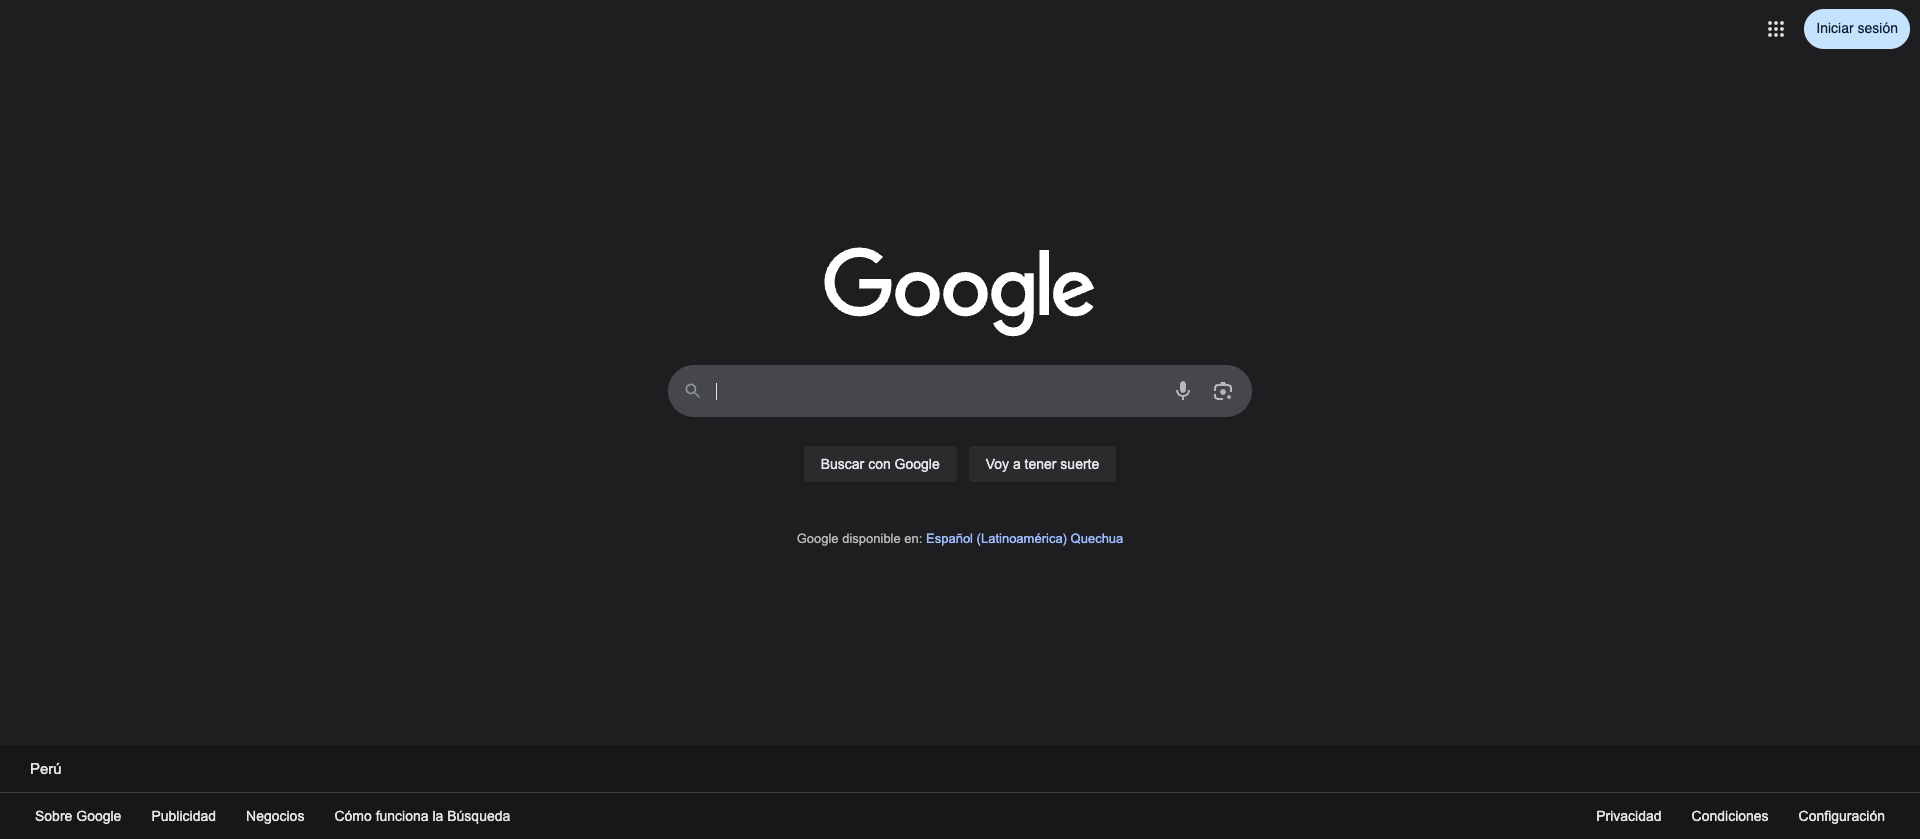 Iniciar sesión
Google
Buscar con Google
Voy a tener suerte
Google disponible en: Español (Latinoamérica) Quechua
Perú
Sobre Google Publicidad Negocios Cómo funciona la Búsqueda Privacidad Condiciones Configuración